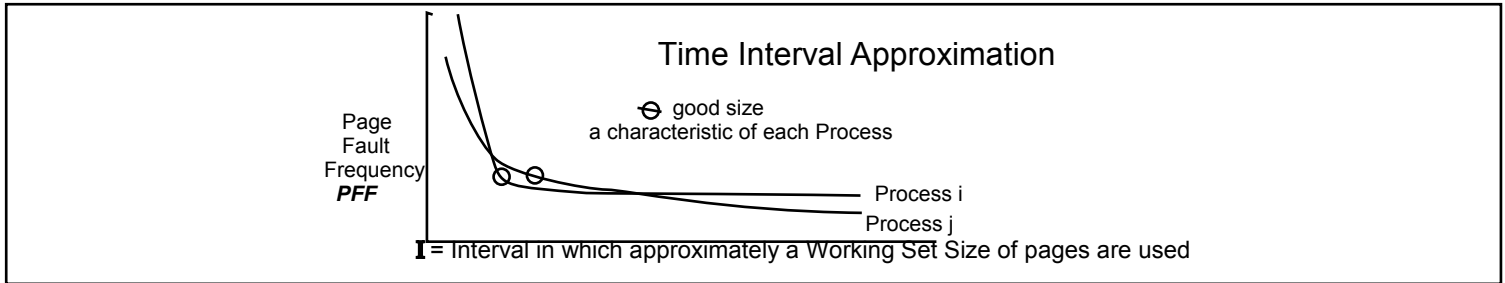 Time Interval Approximation
good size
a characteristic of each Process
Page
Fault
Frequency
PFF
Process i
Process j
I = Interval in which approximately a Working Set Size of pages are used